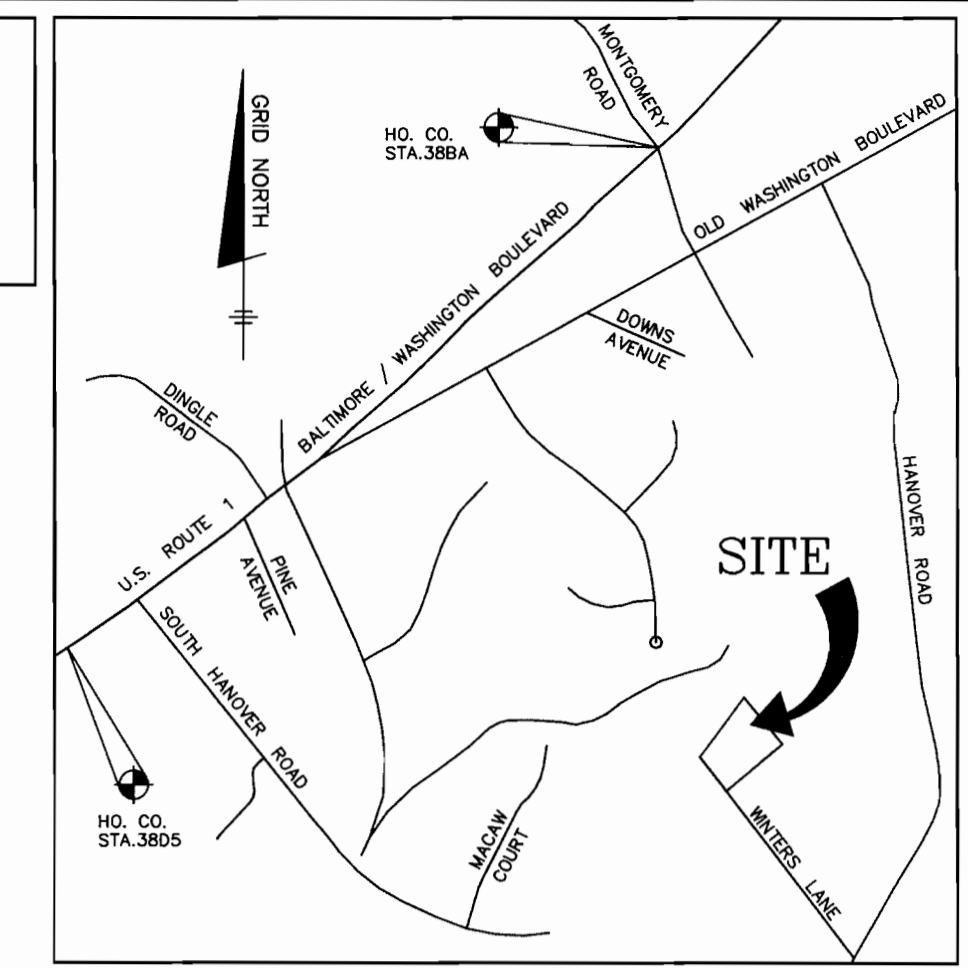 MONTGOMERY
ROAD
GRID NORTH
HO. CO.
STA.38BA
OLD WASHINGTON BOULEVARD
BALTIMORE / WASHINGTON BOULEVARD
DOWNS
AVENUE
DINGLE
ROAD
U.S. ROUTE 1
PINE
AVENUE
HANOVER ROAD
SITE
SOUTH HANOVER ROAD
HO. CO.
STA.38D5
MACAW
COURT
WINTERS LANE